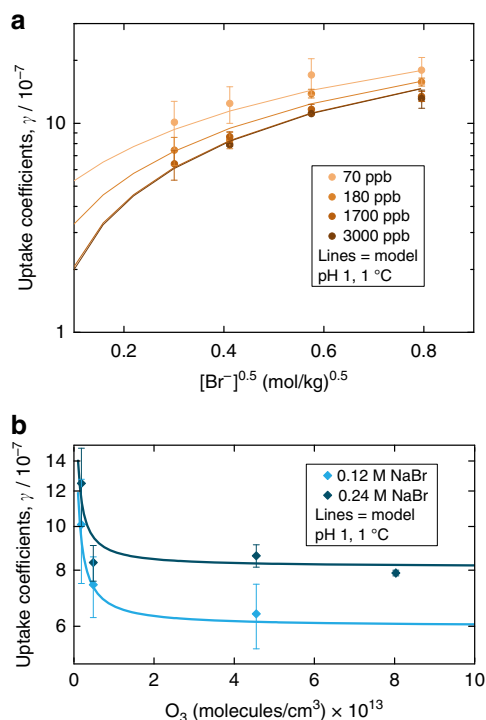 a
Uptake coefficients, γ / 10⁻⁷
10
1
70 ppb
180 ppb
1700 ppb
3000 ppb
Lines = model
pH 1, 1 °C
0.2 0.4 0.6 0.8
[Br⁻]⁰·⁵ (mol/kg)⁰·⁵
b
Uptake coefficients, γ / 10⁻⁷
14
12
10
8
6
0.12 M NaBr
0.24 M NaBr
Lines = model
pH 1, 1 °C
0 2 4 6 8 10
O₃ (molecules/cm³) × 10¹³